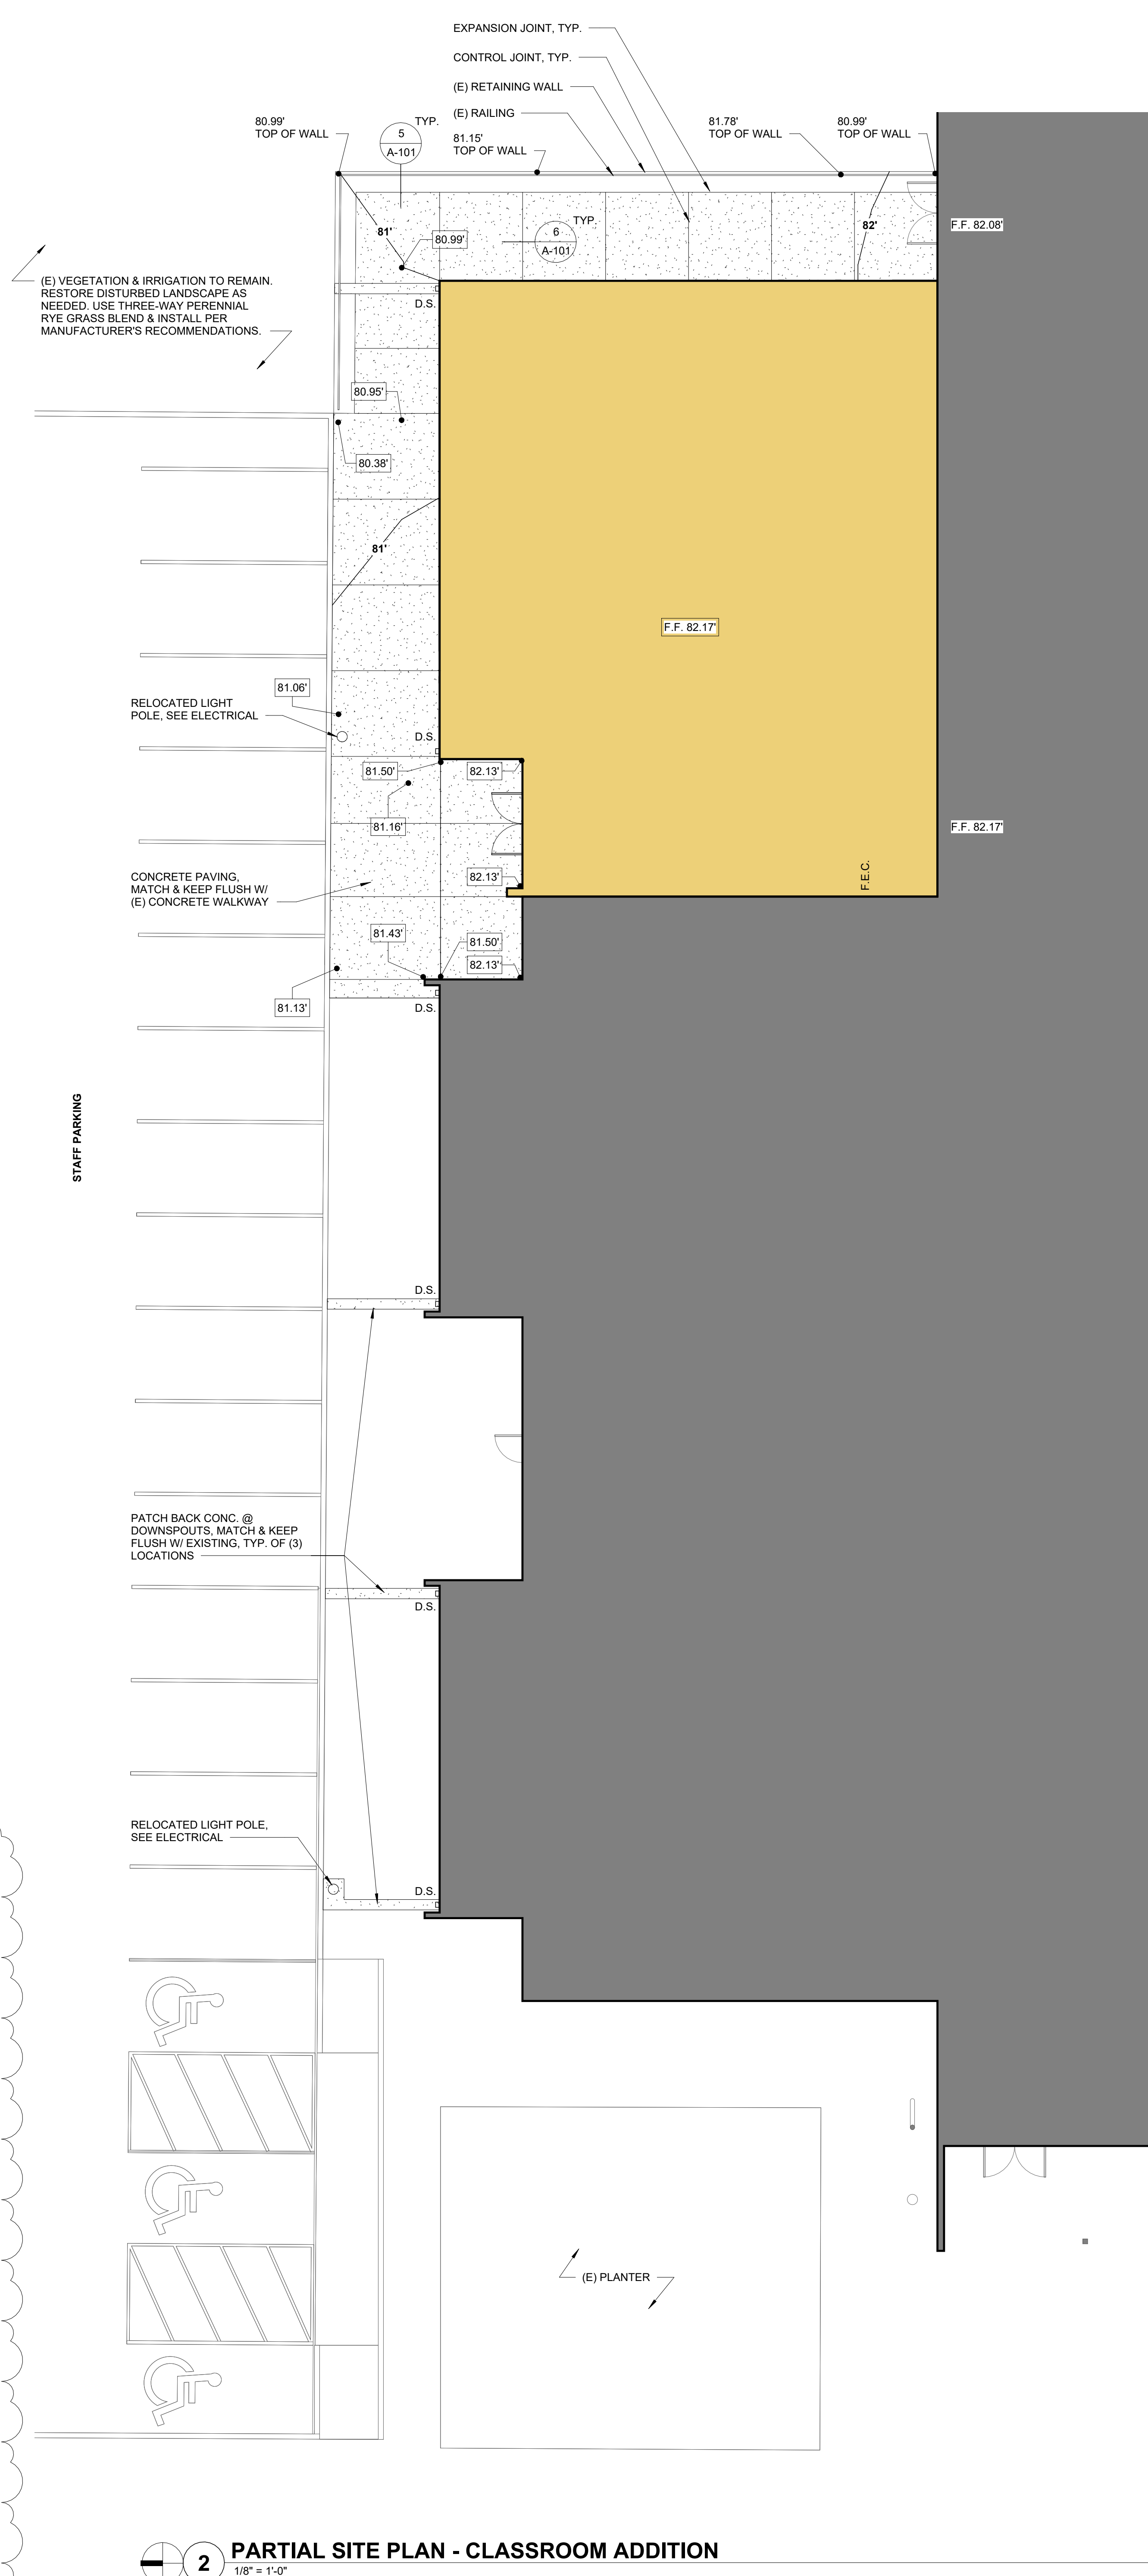 EXPANSION JOINT, TYP.
CONTROL JOINT, TYP.
(E) RETAINING WALL
(E) RAILING
80.99'
TOP OF WALL
TYP.
5
A-101
81.15'
TOP OF WALL
81.78'
TOP OF WALL
80.99'
TOP OF WALL
81'
80.99'
TYP.
6
A-101
82'
F.F. 82.08'
(E) VEGETATION & IRRIGATION TO REMAIN.
RESTORE DISTURBED LANDSCAPE AS
NEEDED. USE THREE-WAY PERENNIAL
RYE GRASS BLEND & INSTALL PER
MANUFACTURER'S RECOMMENDATIONS.
D.S.
80.95'
80.38'
81'
F.F. 82.17'
81.06'
RELOCATED LIGHT
POLE, SEE ELECTRICAL
D.S.
81.50'
82.13'
81.16'
F.F. 82.17'
CONCRETE PAVING,
MATCH & KEEP FLUSH W/
(E) CONCRETE WALKWAY
82.13'
F.E.C.
81.43'
81.50'
82.13'
81.13'
D.S.
STAFF PARKING
D.S.
PATCH BACK CONC. @
DOWNSPOUTS, MATCH & KEEP
FLUSH W/ EXISTING, TYP. OF (3)
LOCATIONS
D.S.
RELOCATED LIGHT POLE,
SEE ELECTRICAL
D.S.
(E) PLANTER
2
PARTIAL SITE PLAN - CLASSROOM ADDITION
1/8" = 1'-0"